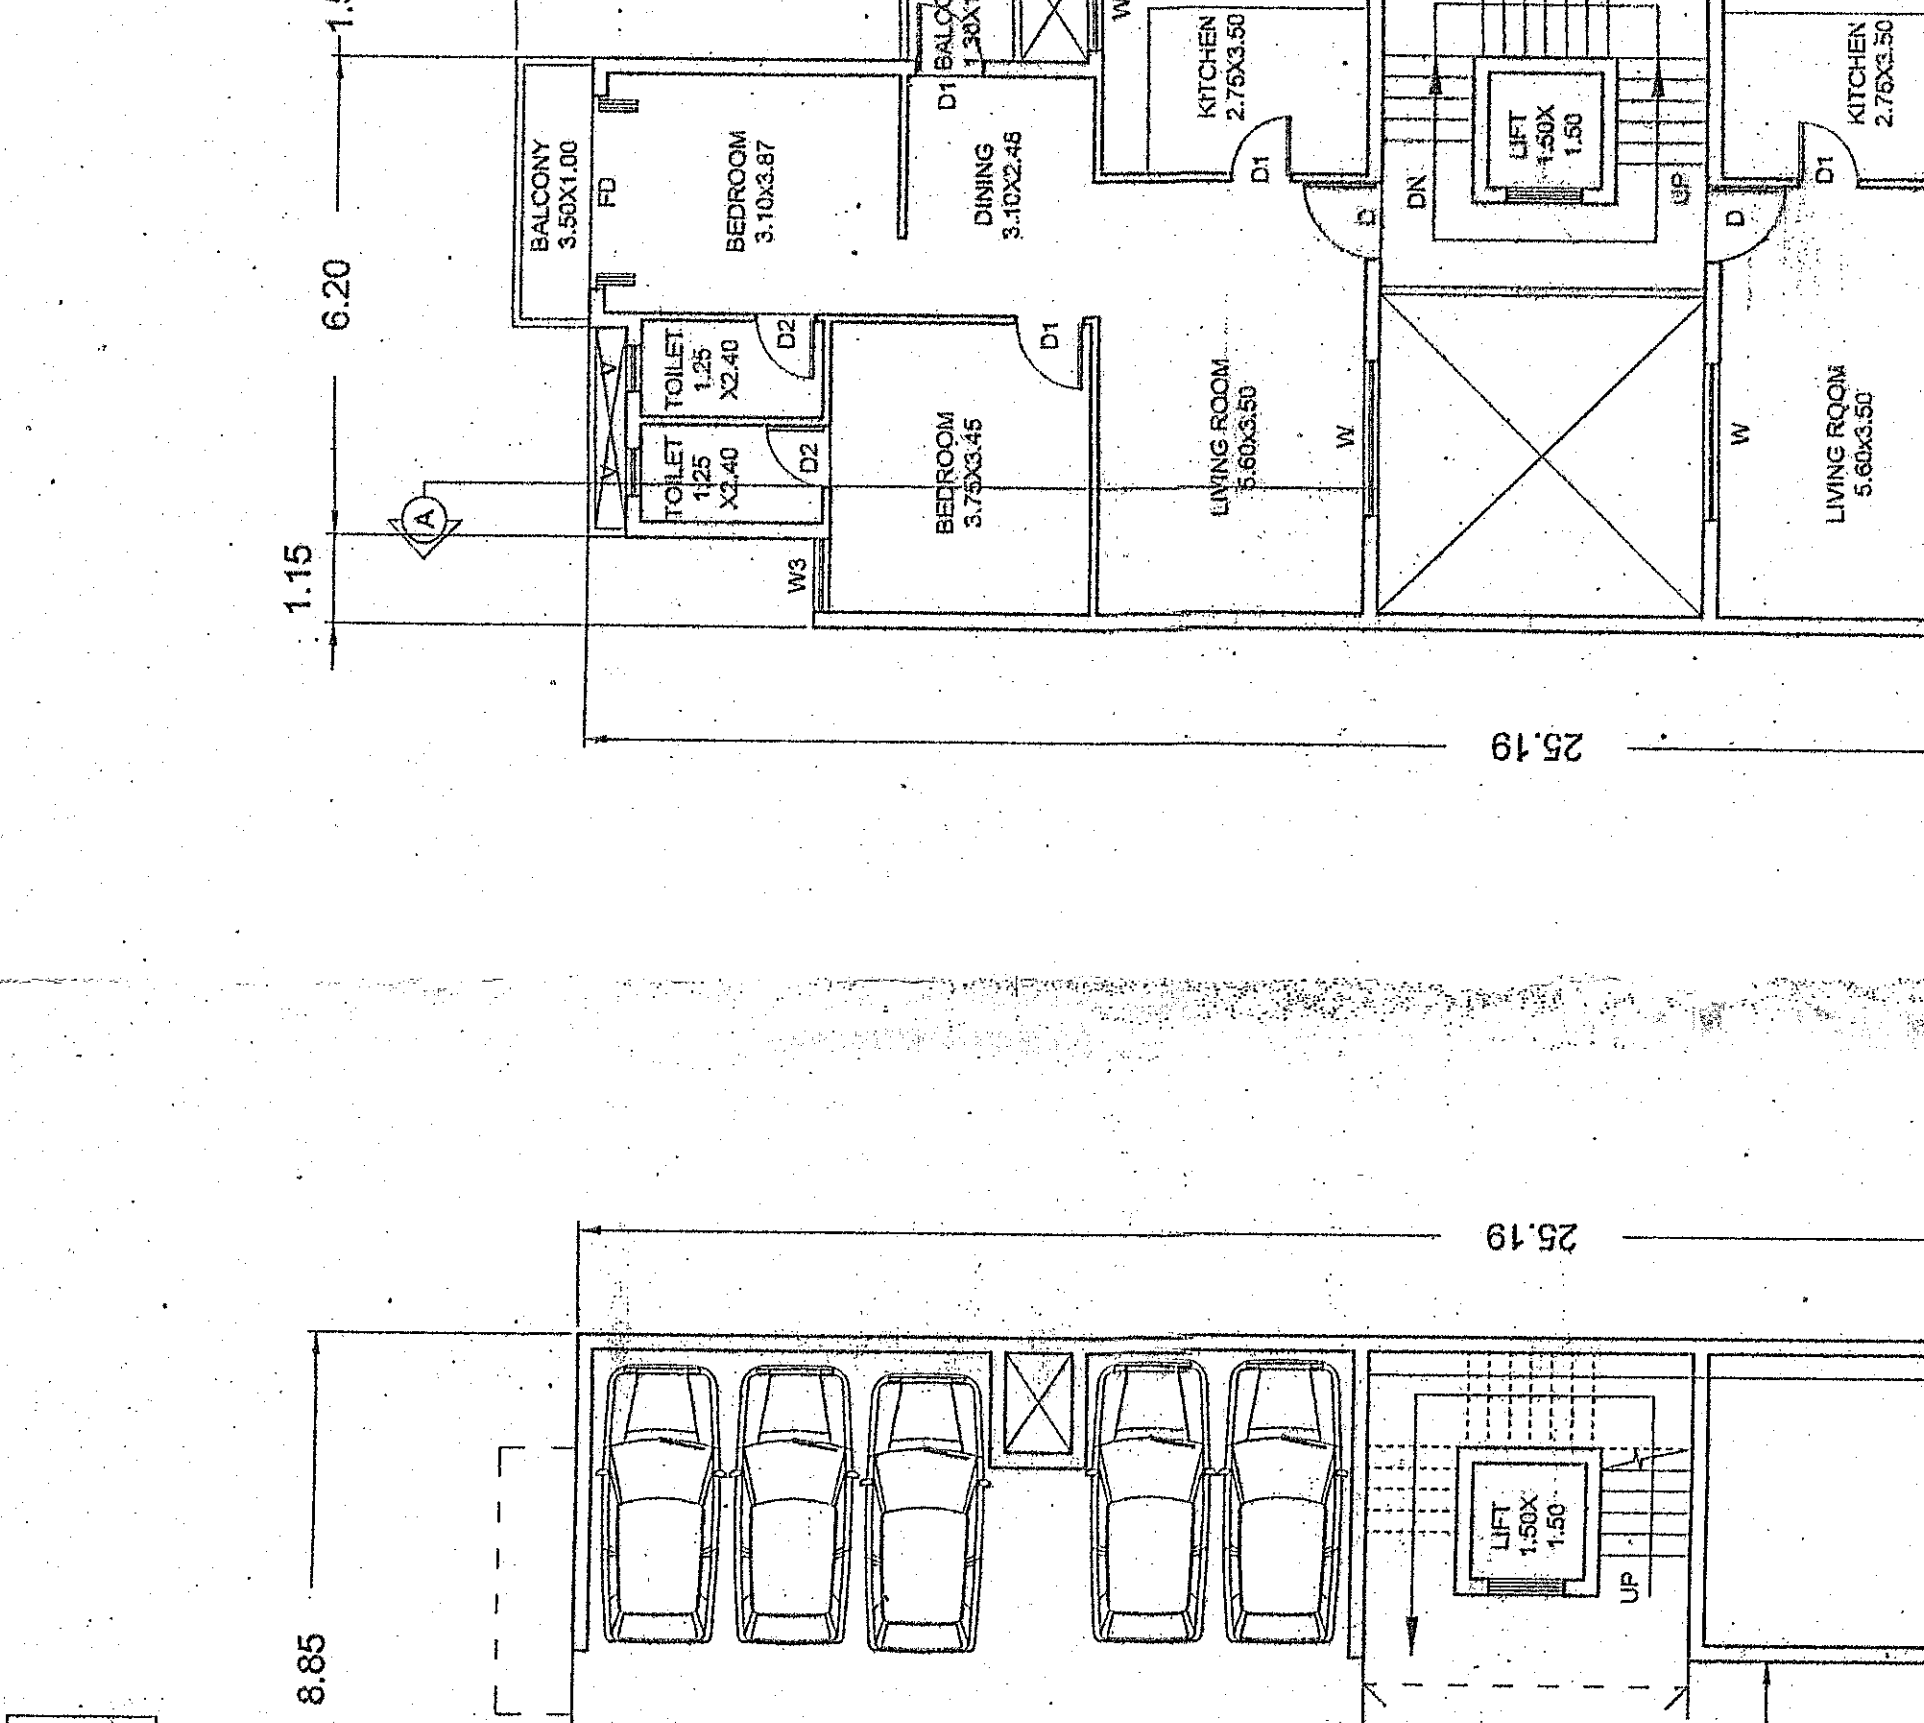 6.20
1.15
BALCONY
3.50X1.00
FD
BEDROOM
3.10X3.87
D1
1.30X1
DINING
3.10X2.48
W
KITCHEN
2.75X3.50
D1
D
DN
LIFT
1.50X
1.50
UP
D
D1
KITCHEN
2.75X3.50
TOILET
1.25
X2.40
D2
V
TOILET
1.25
X2.40
D2
V
A
W3
BEDROOM
3.75X3.45
D1
LIVING ROOM
5.60x3.50
W
W
LIVING ROOM
5.60x3.50
25.19
25.19
8.85
LIFT
1.50X
1.50
UP